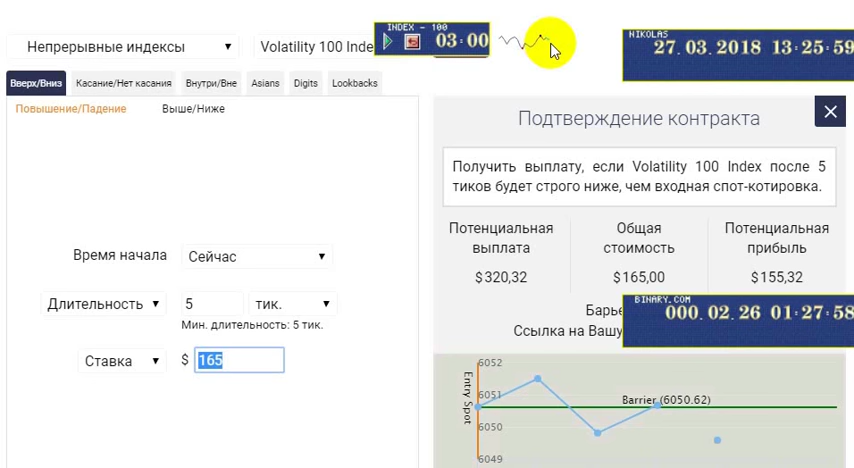 INDEX - 100
03:00
NIKOLAS
27.03.2018 13:25:59
Непрерывные индексы
Volatility 100 Inde
Вверх/Вниз Касание/Нет касания Внутри/Вне Asians Digits Lookbacks
Повышение/Падение Выше/Ниже
Подтверждение контракта
Получить выплату, если Volatility 100 Index после 5
тиков будет строго ниже, чем входная спот-котировка.
Потенциальная выплата
Общая стоимость
Потенциальная прибыль
$320,32 $165,00 $155,32
Время начала Сейчас
Длительность 5 тик.
Мин. длительность: 5 тик.
Ставка $ 165
Барье
Ссылка на Вашу
BINARY.COM
000.02.26 01:27:58
6052
6051
6050
6049
Entry Spot
Barrier (6050.62)